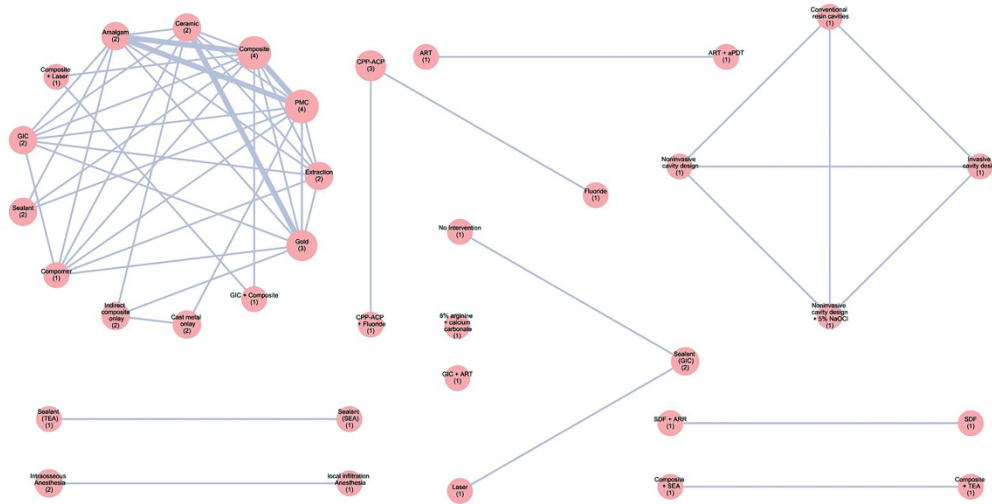 Ceramic
(2)
Amalgam
(2)
Composite
(4)
Composite
+ Laser
(1)
PMC
(4)
GIC
(2)
Extraction
(2)
Sealant
(2)
Gold
(3)
Compomer
(1)
GIC + Composite
(1)
Indirect
composite
onlay
(2)
Cast metal
onlay
(2)
CPP-ACP
(3)
Fluoride
(1)
CPP-ACP
+ Fluoride
(1)
ART
(1)
ART + aPDT
(1)
Conventional
resin cavities
(1)
Noninvasive
cavity design
(1)
Invasive
cavity design
(1)
Noninvasive
cavity design
+ 5% NaOCl
(1)
No Intervention
(1)
8% arginine
+ calcium
carbonate
(1)
Sealant
(GIC)
(2)
GIC + ART
(1)
Laser
(1)
Sealant
(TEA)
(1)
Sealant
(SEA)
(1)
Intraosseous
Anesthesia
(2)
local infiltration
Anesthesia
(1)
SDF + ARR
(1)
SDF
(1)
Composite
+ SEA
(1)
Composite
+ TEA
(1)